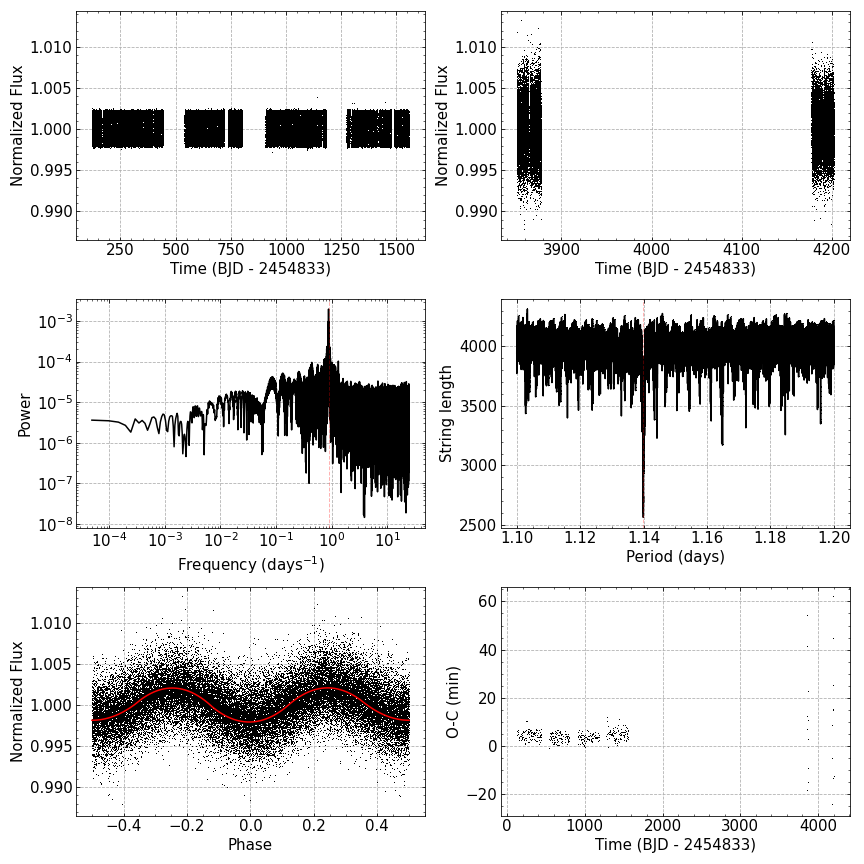 1.010
1.005
1.000
0.995
0.990
Normalized Flux
250 500 750 1000 1250 1500
Time (BJD - 2454833)
1.010
1.005
1.000
0.995
0.990
Normalized Flux
3900 4000 4100 4200
Time (BJD - 2454833)
10⁻³
10⁻⁴
10⁻⁵
10⁻⁶
10⁻⁷
10⁻⁸
Power
10⁻⁴ 10⁻³ 10⁻² 10⁻¹ 10⁰ 10¹
Frequency (days⁻¹)
4000
3500
3000
2500
String length
1.10 1.12 1.14 1.16 1.18 1.20
Period (days)
1.010
1.005
1.000
0.995
0.990
Normalized Flux
−0.4 −0.2 0.0 0.2 0.4
Phase
60
40
20
0
−20
O-C (min)
0 1000 2000 3000 4000
Time (BJD - 2454833)